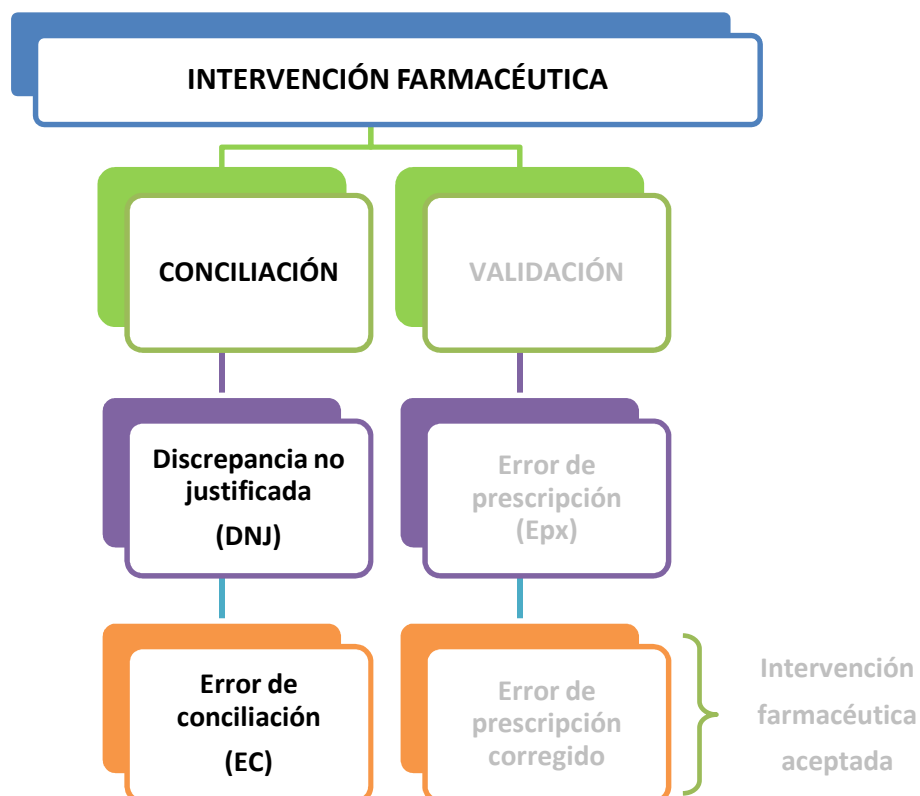 INTERVENCIÓN FARMACÉUTICA
CONCILIACIÓN
VALIDACIÓN
Discrepancia no
justificada
(DNJ)
Error de
prescripción
(Epx)
Error de
conciliación
(EC)
Error de
prescripción
corregido
Intervención
farmacéutica
aceptada